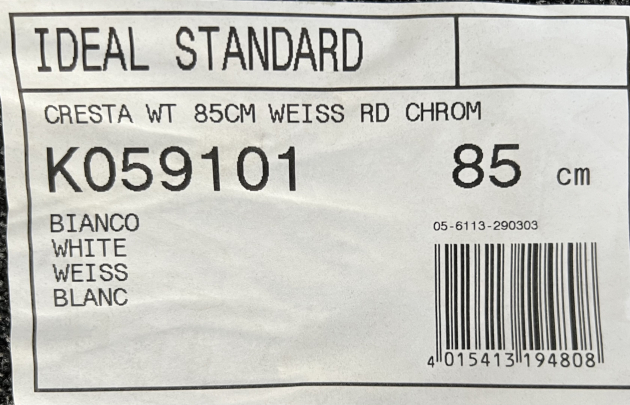 IDEAL STANDARD
CRESTA WT 85CM WEISS RD CHROM
K059101
85 cm
BIANCO
WHITE
WEISS
BLANC
05-6113-290303
4 015413 194808